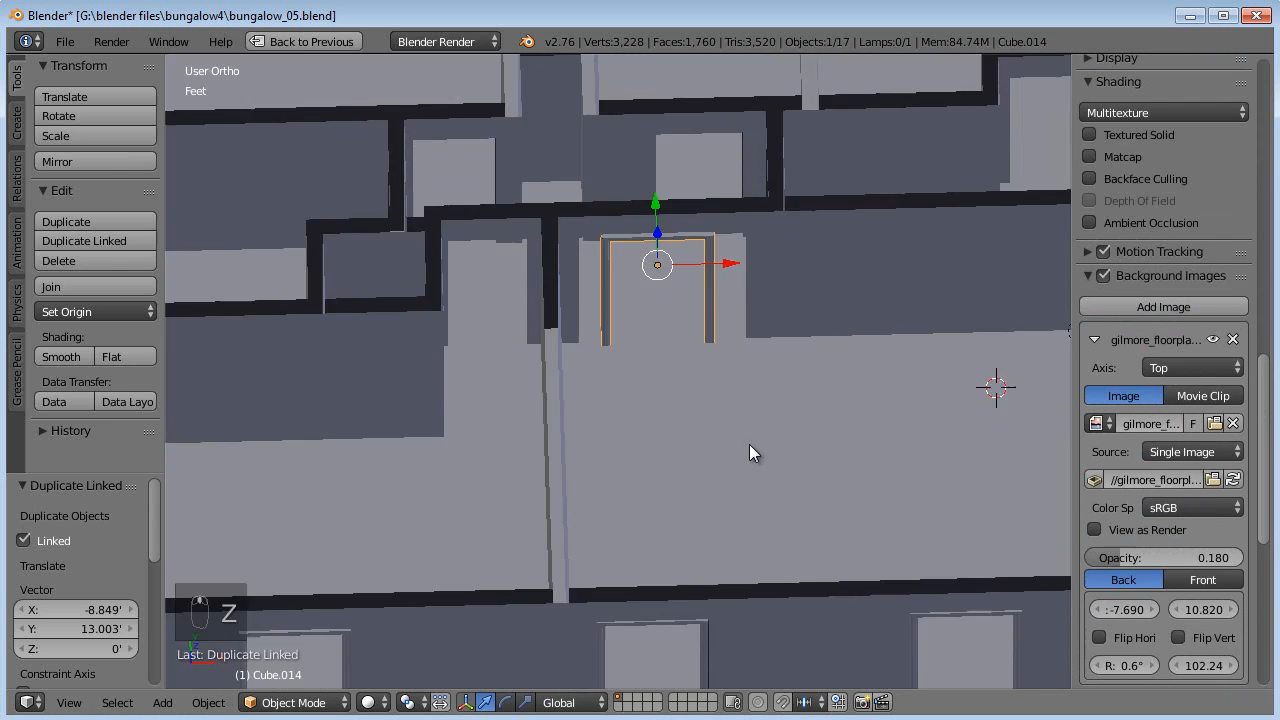 Blender* [G:\blender files\bungalow4\bungalow_05.blend]
File Render Window Help Back to Previous Blender Render v2.76 | Verts:3,228 | Faces:1,760 | Tris:3,520 | Objects:1/17 | Lamps:0/1 | Mem:84.74M | Cube.014
Tools
Create
Relations
Animation
Physics
Grease Pencil
Transform
Translate
Rotate
Scale
Mirror
Edit
Duplicate
Duplicate Linked
Delete
Join
Set Origin
Shading:
Smooth Flat
Data Transfer:
Data Data Layo
History
Duplicate Linked
Duplicate Objects
Linked
Translate
Vector
X: -8.849'
Y: 13.003'
Z: 0'
Constraint Axis
User Ortho
Feet
Z
Last: Duplicate Linked
(1) Cube.014
Display
Shading
Multitexture
Textured Solid
Matcap
Backface Culling
Depth Of Field
Ambient Occlusion
Motion Tracking
Background Images
Add Image
gilmore_floorpla...
Axis: Top
Image Movie Clip
gilmore_f... F
Source: Single Image
//gilmore_floorpl...
Color Sp sRGB
View as Render
Opacity: 0.180
Back Front
:-7.690 10.820
Flip Hori Flip Vert
R: 0.6° 102.24
View Select Add Object Object Mode Global